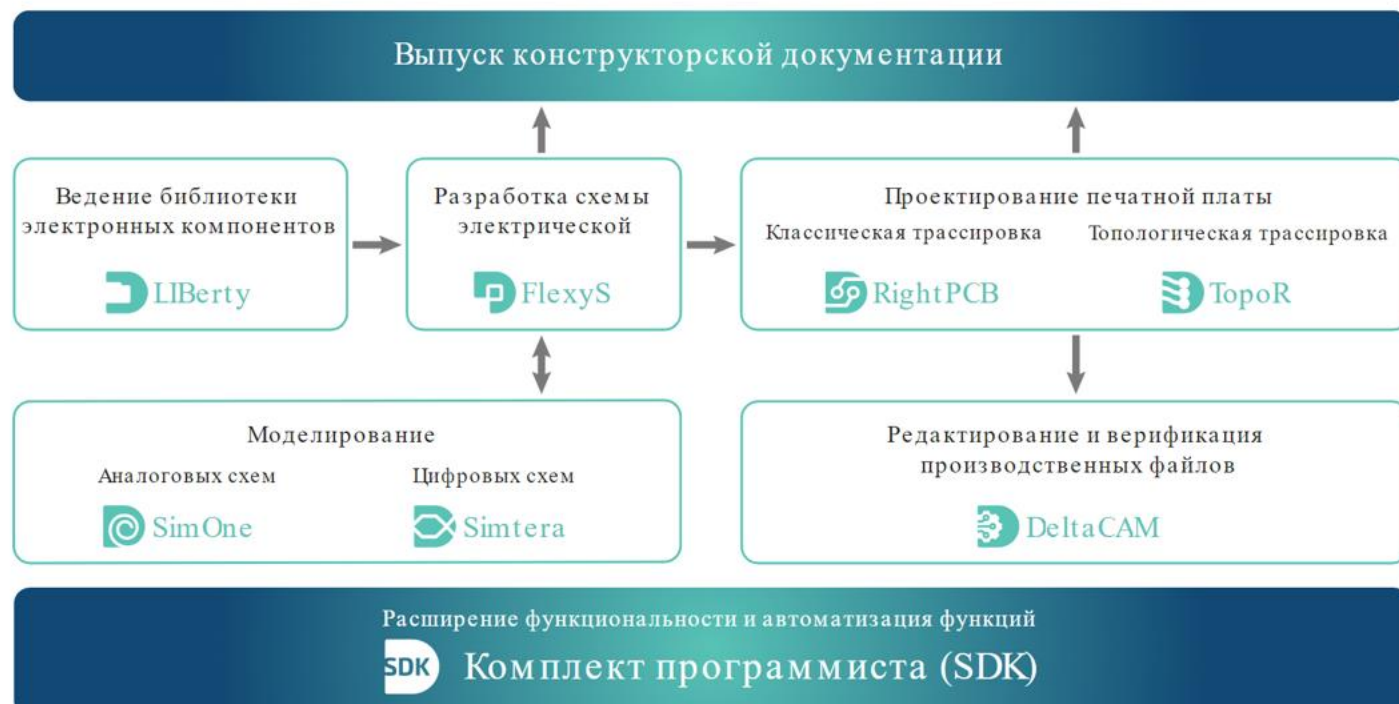 Выпуск конструкторской документации
Ведение библиотеки
электронных компонентов
LIBerty
Разработка схемы
электрической
FlexyS
Проектирование печатной платы
Классическая трассировка
Топологическая трассировка
RightPCB
TopoR
Моделирование
Аналоговых схем
Цифровых схем
SimOne
Simtera
Редактирование и верификация
производственных файлов
DeltaCAM
Расширение функциональности и автоматизация функций
SDK Комплект программиста (SDK)